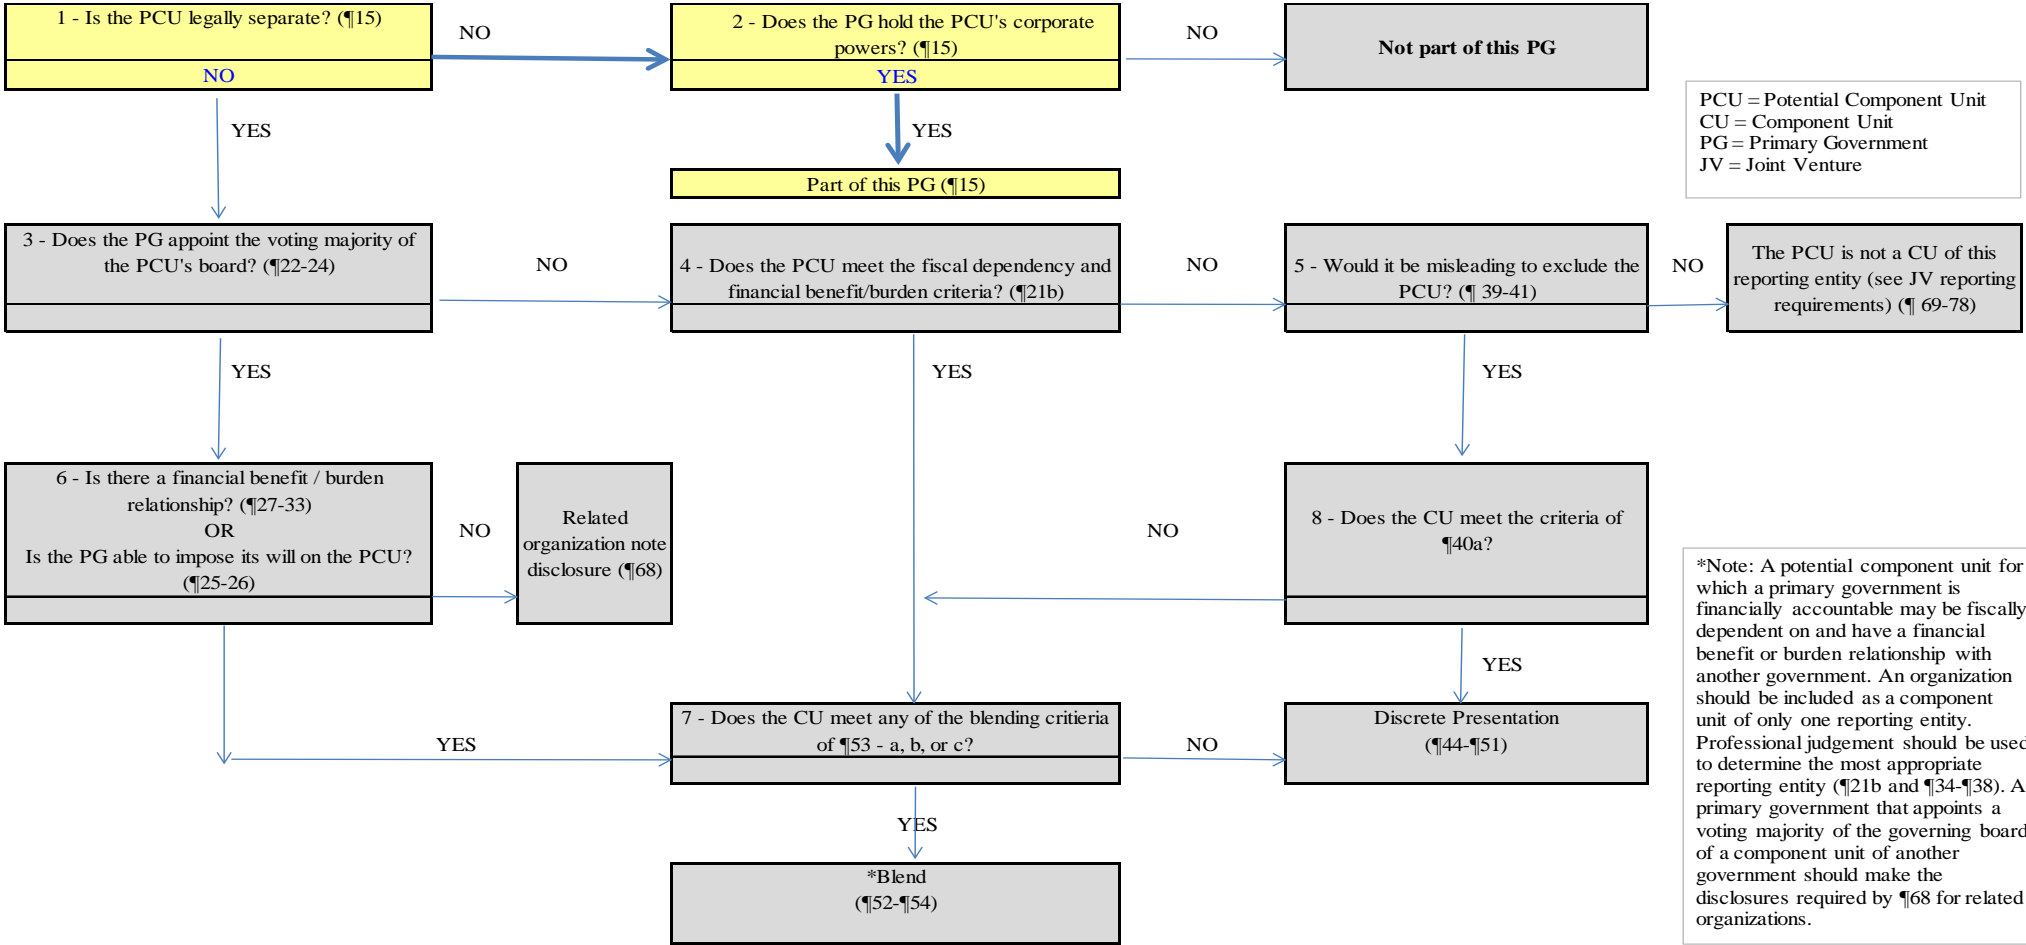 1 - Is the PCU legally separate? (¶15)
NO
NO
2 - Does the PG hold the PCU's corporate
powers? (¶15)
YES
NO
Not part of this PG
PCU = Potential Component Unit
CU = Component Unit
PG = Primary Government
JV = Joint Venture
YES
YES
Part of this PG (¶15)
3 - Does the PG appoint the voting majority of
the PCU's board? (¶22-24)
NO
4 - Does the PCU meet the fiscal dependency and
financial benefit/burden criteria? (¶21b)
NO
5 - Would it be misleading to exclude the
PCU? (¶ 39-41)
NO
The PCU is not a CU of this
reporting entity (see JV reporting
requirements) (¶ 69-78)
YES
YES
YES
6 - Is there a financial benefit / burden
relationship? (¶27-33)
OR
Is the PG able to impose its will on the PCU?
(¶25-26)
NO
Related
organization note
disclosure (¶68)
NO
8 - Does the CU meet the criteria of
¶40a?
*Note: A potential component unit for
which a primary government is
financially accountable may be fiscally
dependent on and have a financial
benefit or burden relationship with
another government. An organization
should be included as a component
unit of only one reporting entity.
Professional judgement should be used
to determine the most appropriate
reporting entity (¶21b and ¶34-¶38). A
primary government that appoints a
voting majority of the governing board
of a component unit of another
government should make the
disclosures required by ¶68 for related
organizations.
YES
YES
7 - Does the CU meet any of the blending critieria
of ¶53 - a, b, or c?
NO
Discrete Presentation
(¶44-¶51)
YES
*Blend
(¶52-¶54)